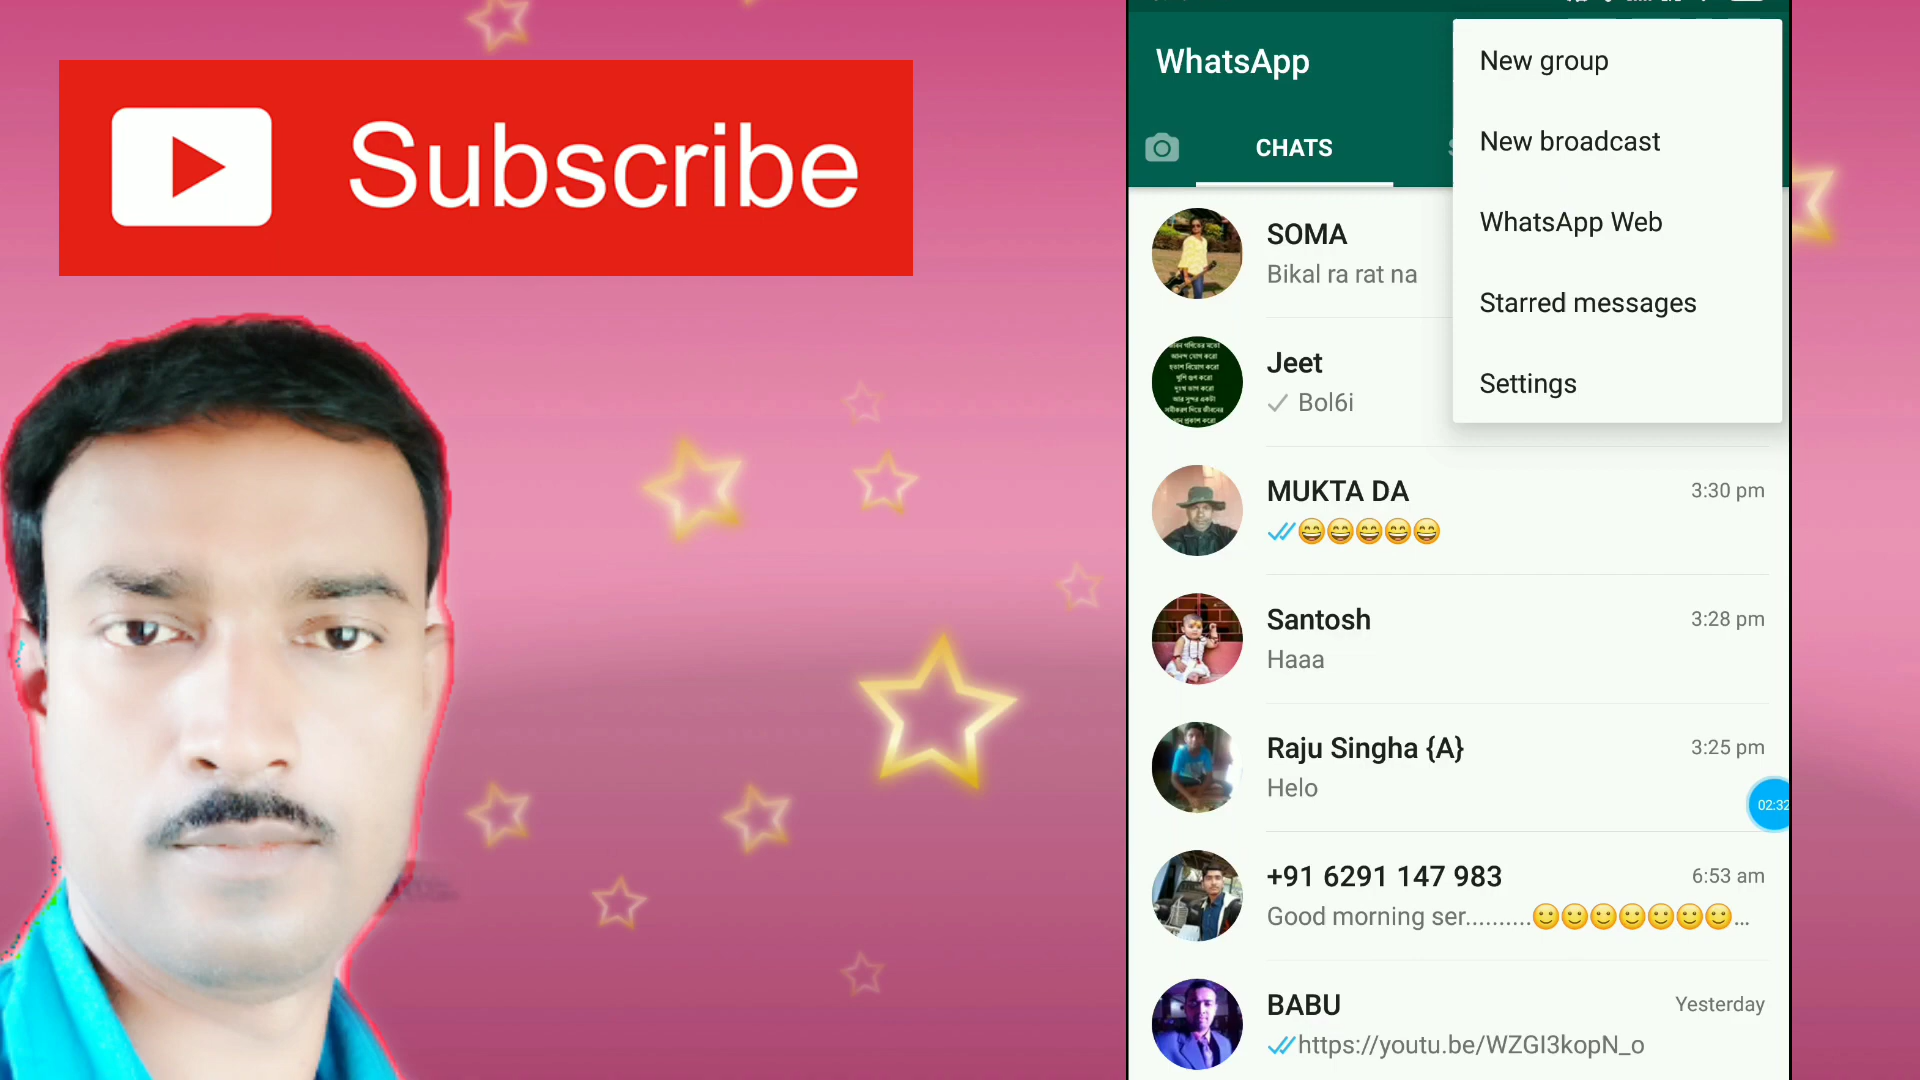 Subscribe
WhatsApp
CHATS
New group
New broadcast
WhatsApp Web
Starred messages
Settings
SOMA
Bikal ra rat na
Jeet
Bol6i
MUKTA DA
3:30 pm
😄😄😄😄😄
Santosh
3:28 pm
Haaa
Raju Singha {A}
3:25 pm
Helo
02:32
+91 6291 147 983
6:53 am
Good morning ser..........🙂🙂🙂🙂🙂🙂🙂...
BABU
Yesterday
https://youtu.be/WZGI3kopN_o